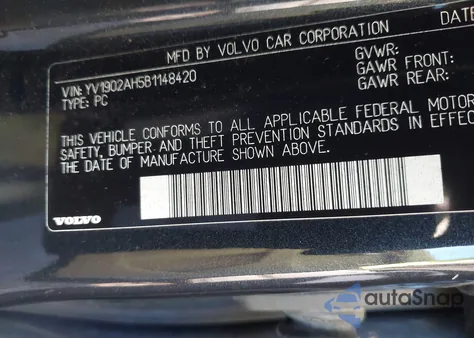 MFD BY VOLVO CAR CORPORATION DATE
VIN: YV1902AH5B1148420
TYPE: PC
GVWR:
GAWR FRONT:
GAWR REAR:
THIS VEHICLE CONFORMS TO ALL APPLICABLE FEDERAL MOTOR
SAFETY, BUMPER AND THEFT PREVENTION STANDARDS IN EFFEC
THE DATE OF MANUFACTURE SHOWN ABOVE.
VOLVO
autoSnap